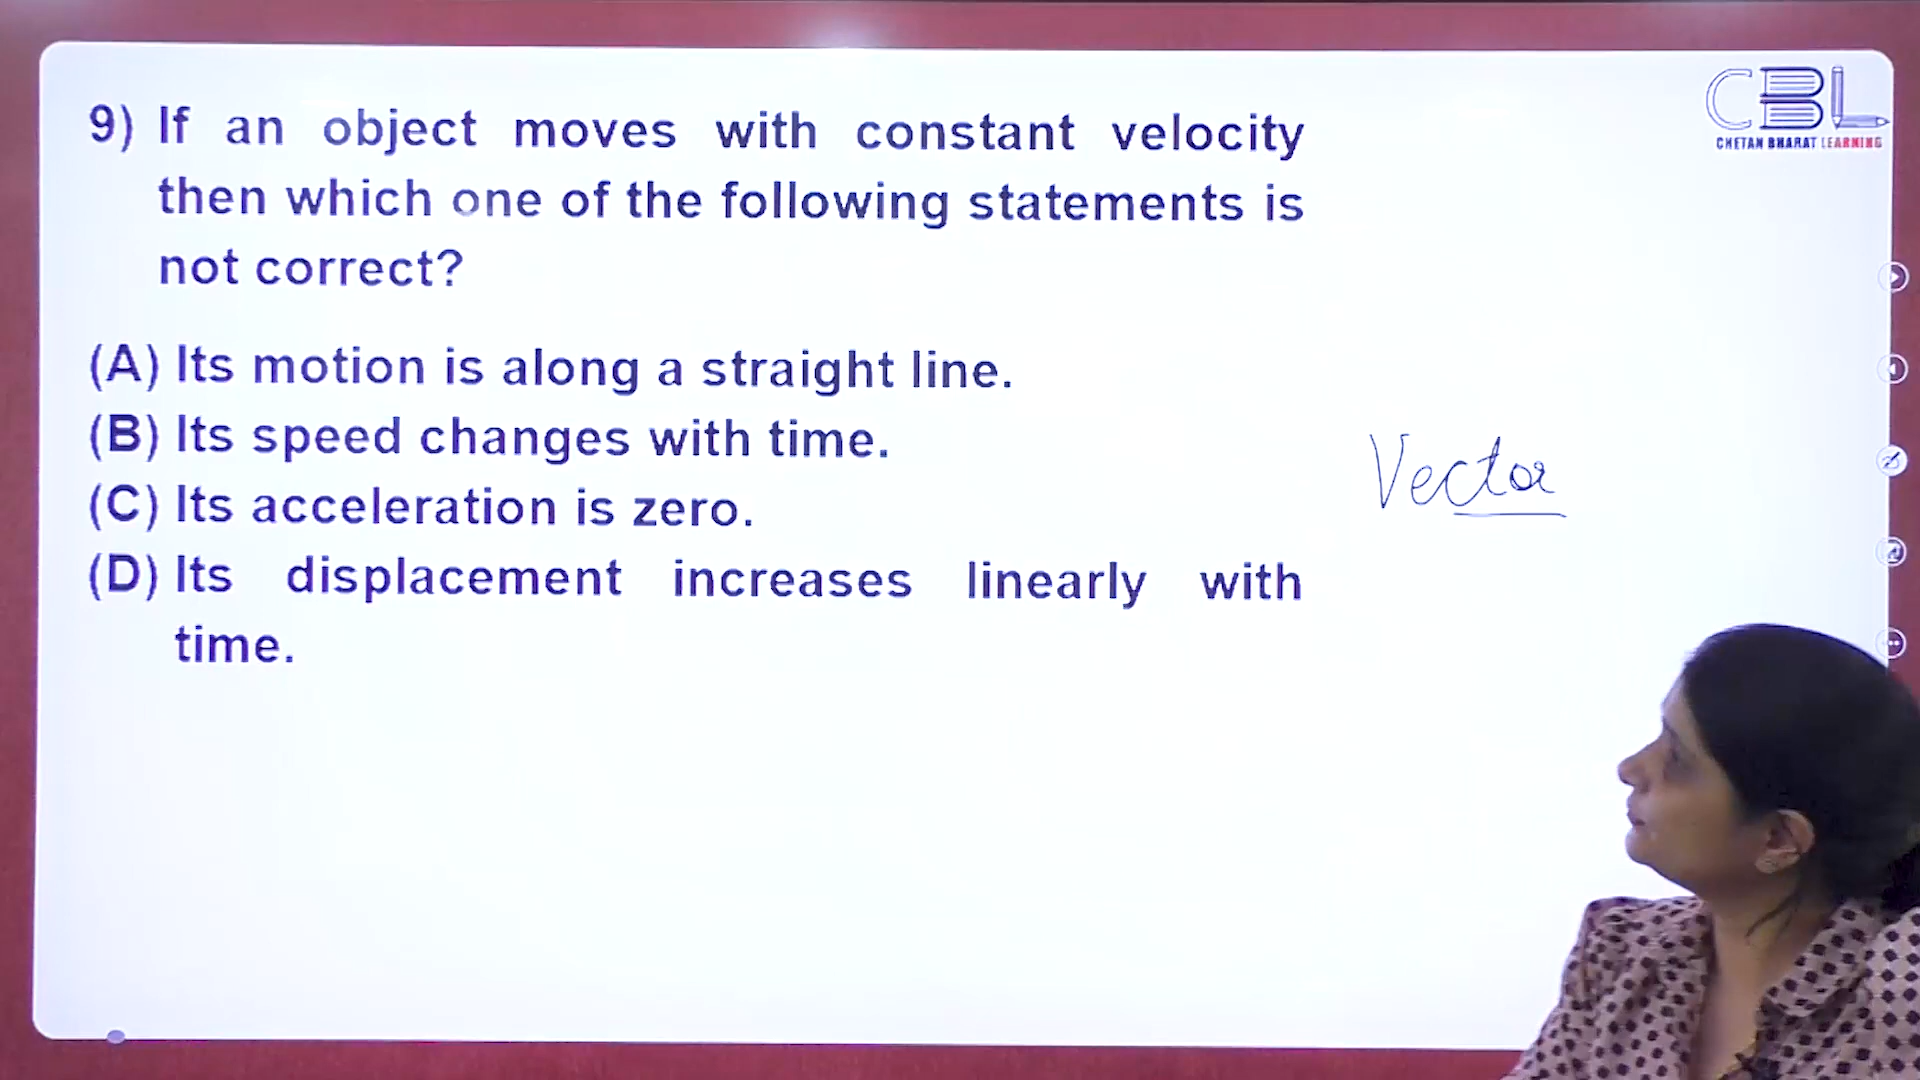 9) If an object moves with constant velocity
then which one of the following statements is
not correct?
(A) Its motion is along a straight line.
(B) Its speed changes with time.
(C) Its acceleration is zero.
(D) Its displacement increases linearly with
time.
Vector
CBL
CHETAN BHARAT LEARNING